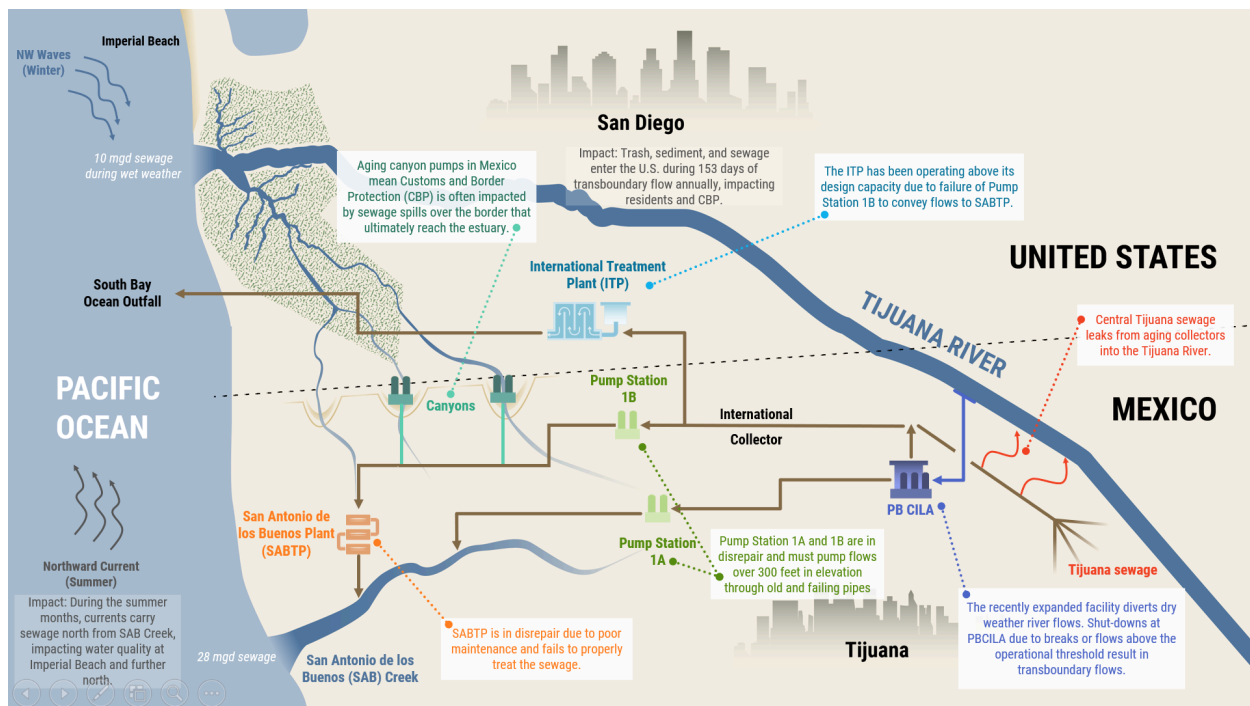 Imperial Beach
NW Waves
(Winter)
10 mgd sewage
during wet weather
San Diego
Impact: Trash, sediment, and sewage
enter the U.S. during 153 days of
transboundary flow annually, impacting
residents and CBP.
Aging canyon pumps in Mexico
mean Customs and Border
Protection (CBP) is often impacted
by sewage spills over the border that
ultimately reach the estuary.
The ITP has been operating above its
design capacity due to failure of Pump
Station 1B to convey flows to SABTP.
UNITED STATES
International Treatment
Plant (ITP)
South Bay
Ocean Outfall
TIJUANA RIVER
Central Tijuana sewage
leaks from aging collectors
into the Tijuana River.
PACIFIC
OCEAN
Canyons
Pump Station
1B
International
Collector
MEXICO
PB CILA
San Antonio de
los Buenos Plant
(SABTP)
Pump Station
1A
Pump Station 1A and 1B are in
disrepair and must pump flows
over 300 feet in elevation
through old and failing pipes
Tijuana sewage
Northward Current
(Summer)
Impact: During the summer
months, currents carry
sewage north from SAB Creek,
impacting water quality at
Imperial Beach and further
north.
28 mgd sewage
San Antonio de los
Buenos (SAB) Creek
SABTP is in disrepair due to poor
maintenance and fails to properly
treat the sewage.
Tijuana
The recently expanded facility diverts dry
weather river flows. Shut-downs at
PBCILA due to breaks or flows above the
operational threshold result in
transboundary flows.